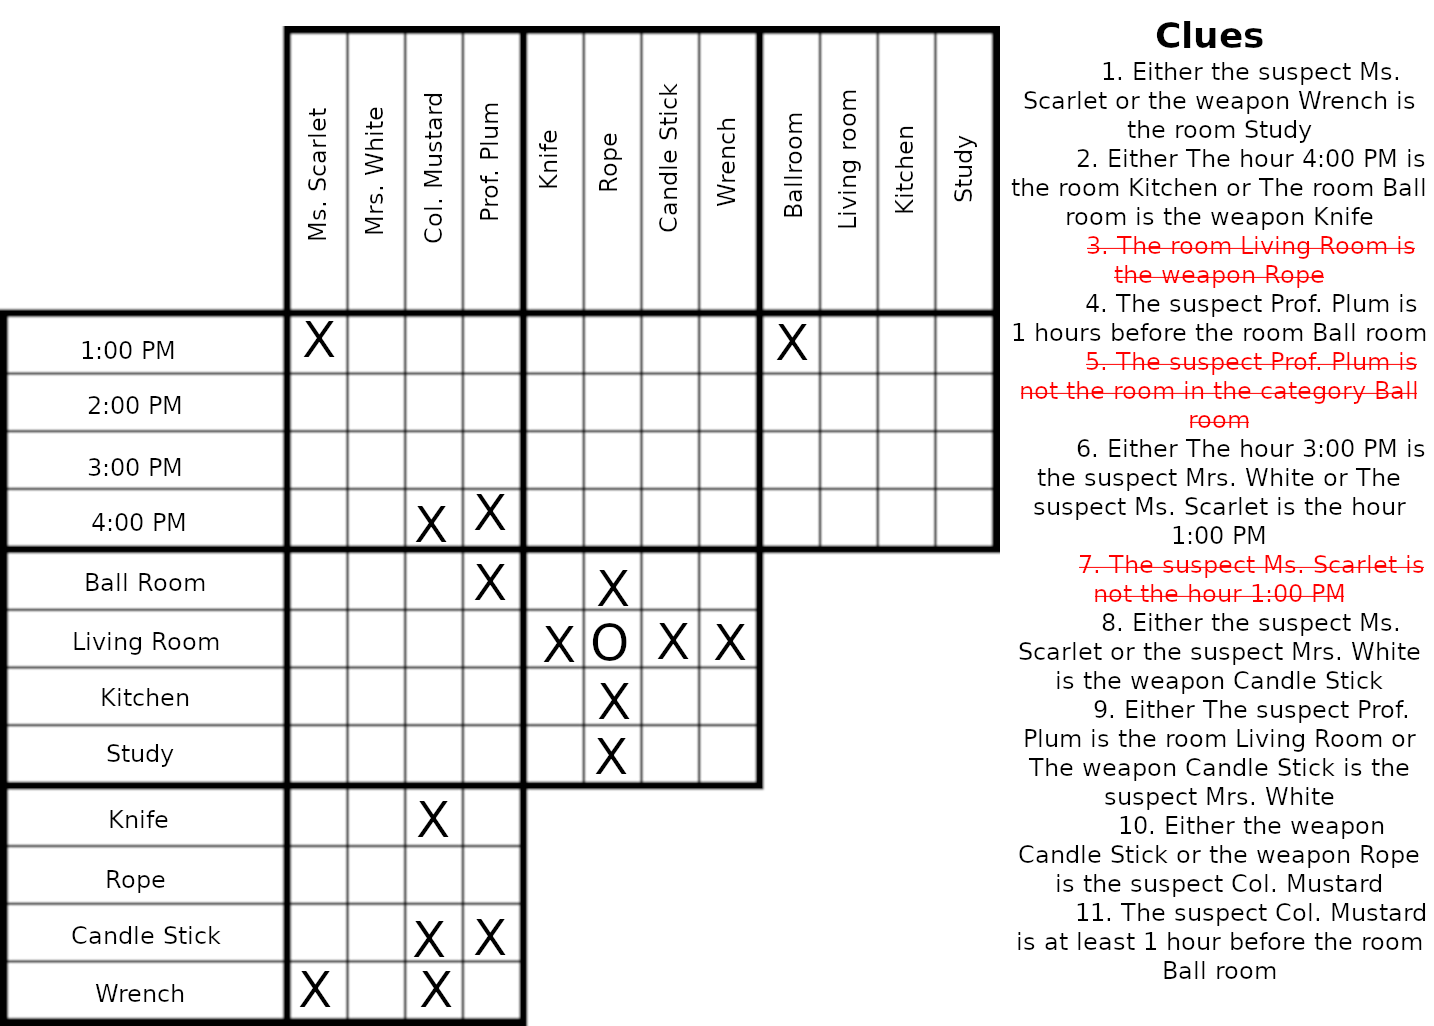 Clues
Ms. Scarlet
Mrs. White
Col. Mustard
Prof. Plum
Knife
Rope
Candle Stick
Wrench
Ballroom
Living room
Kitchen
Study
1:00 PM X X
2:00 PM
3:00 PM
4:00 PM X X
Ball Room X X
Living Room X O X X
Kitchen X
Study X
Knife X
Rope
Candle Stick X X
Wrench X X
1. Either the suspect Ms.
Scarlet or the weapon Wrench is
the room Study
2. Either The hour 4:00 PM is
the room Kitchen or The room Ball
room is the weapon Knife
3. The room Living Room is
the weapon Rope
4. The suspect Prof. Plum is
1 hours before the room Ball room
5. The suspect Prof. Plum is
not the room in the category Ball
room
6. Either The hour 3:00 PM is
the suspect Mrs. White or The
suspect Ms. Scarlet is the hour
1:00 PM
7. The suspect Ms. Scarlet is
not the hour 1:00 PM
8. Either the suspect Ms.
Scarlet or the suspect Mrs. White
is the weapon Candle Stick
9. Either The suspect Prof.
Plum is the room Living Room or
The weapon Candle Stick is the
suspect Mrs. White
10. Either the weapon
Candle Stick or the weapon Rope
is the suspect Col. Mustard
11. The suspect Col. Mustard
is at least 1 hour before the room
Ball room